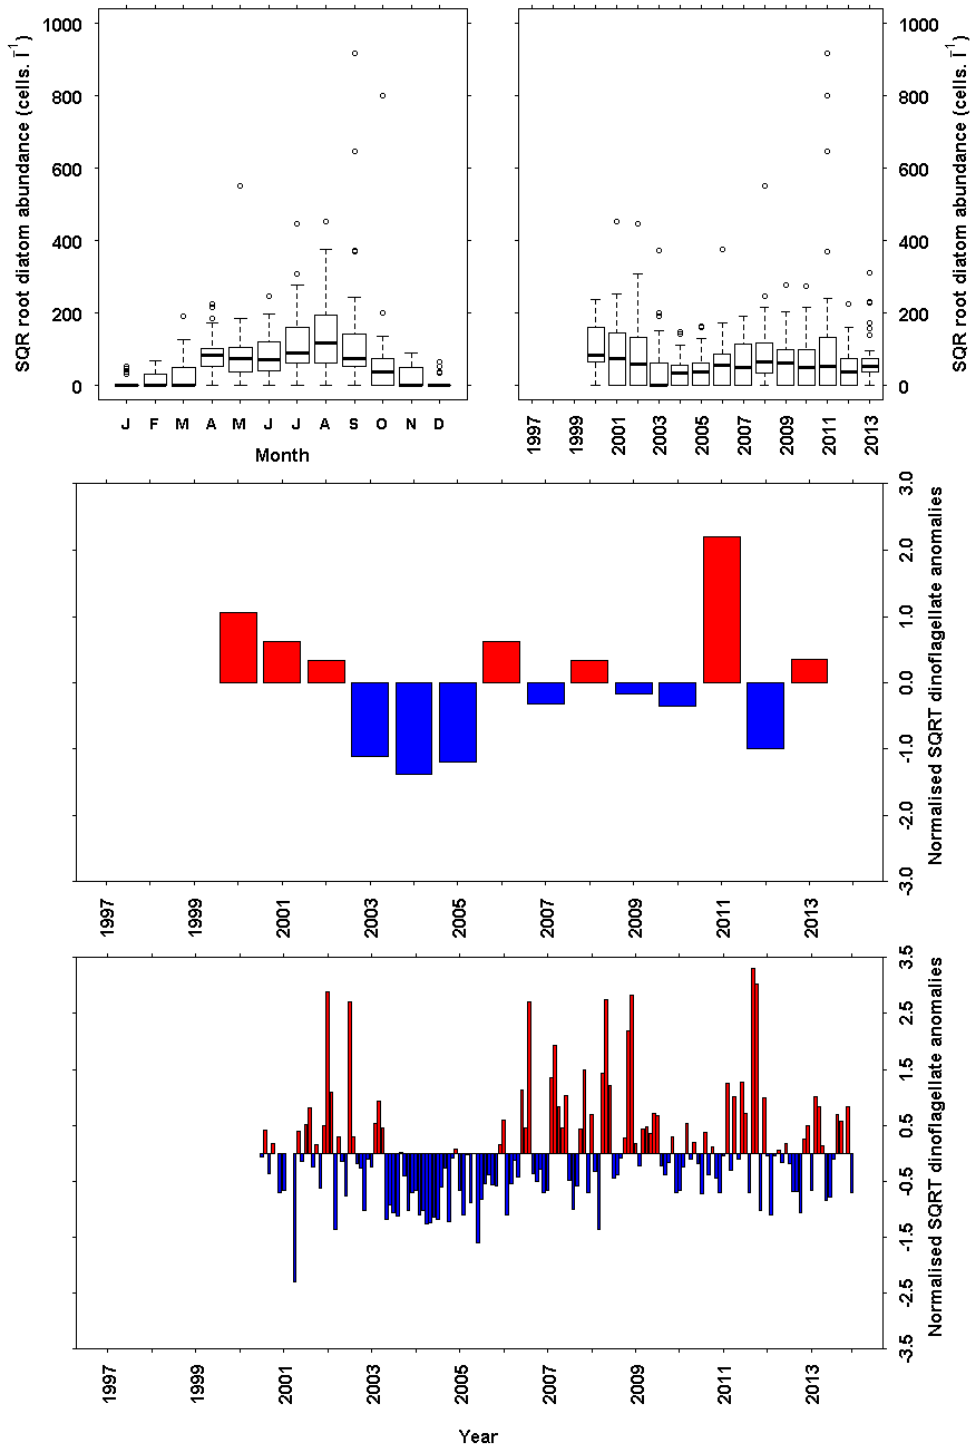 SQR root diatom abundance (cells. l⁻¹)
1000
800
600
400
200
0
J F M A M J J A S O N D
Month
1000
800
600
400
200
0
SQR root diatom abundance (cells. l⁻¹)
1997 1999 2001 2003 2005 2007 2009 2011 2013
3.0
2.0
1.0
0.0
-1.0
-2.0
-3.0
Normalised SQRT dinoflagellate anomalies
1997 1999 2001 2003 2005 2007 2009 2011 2013
3.5
2.5
1.5
0.5
-0.5
-1.5
-2.5
-3.5
Normalised SQRT dinoflagellate anomalies
1997 1999 2001 2003 2005 2007 2009 2011 2013
Year